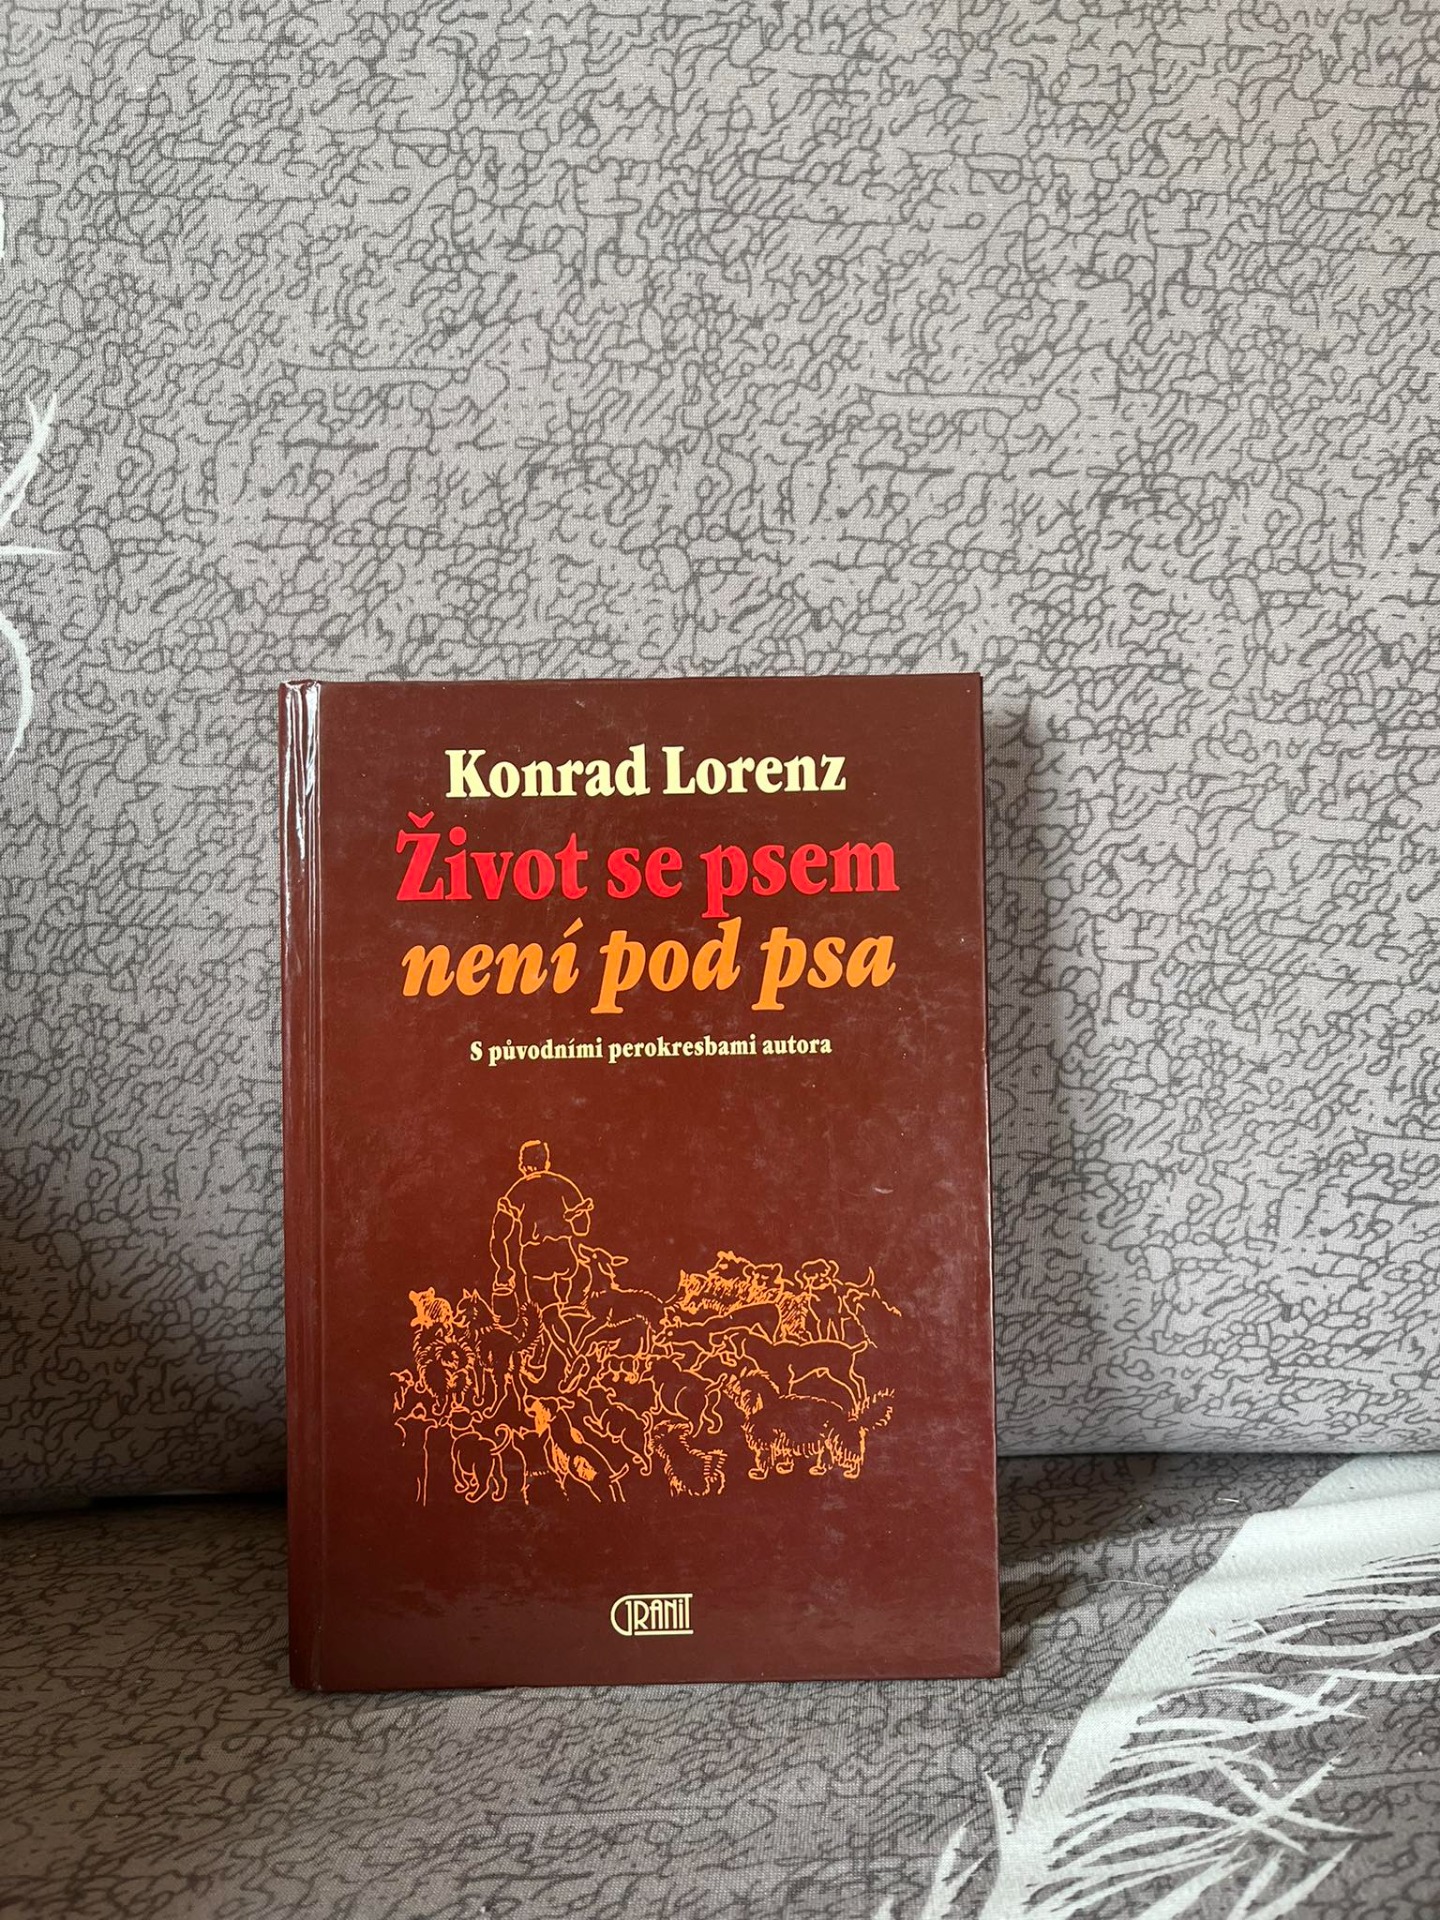 Konrad Lorenz
Život se psem
není pod psa
S původními perokresbami autora
GRANIT